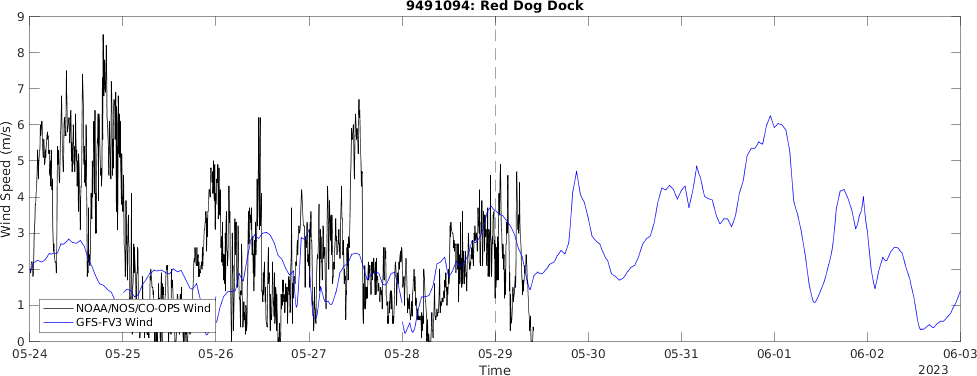 9491094: Red Dog Dock
Wind Speed (m/s)
9
8
7
6
5
4
3
2
1
0
NOAA/NOS/CO-OPS Wind
GFS-FV3 Wind
05-24 05-25 05-26 05-27 05-28 05-29 05-30 05-31 06-01 06-02 06-03
Time
2023